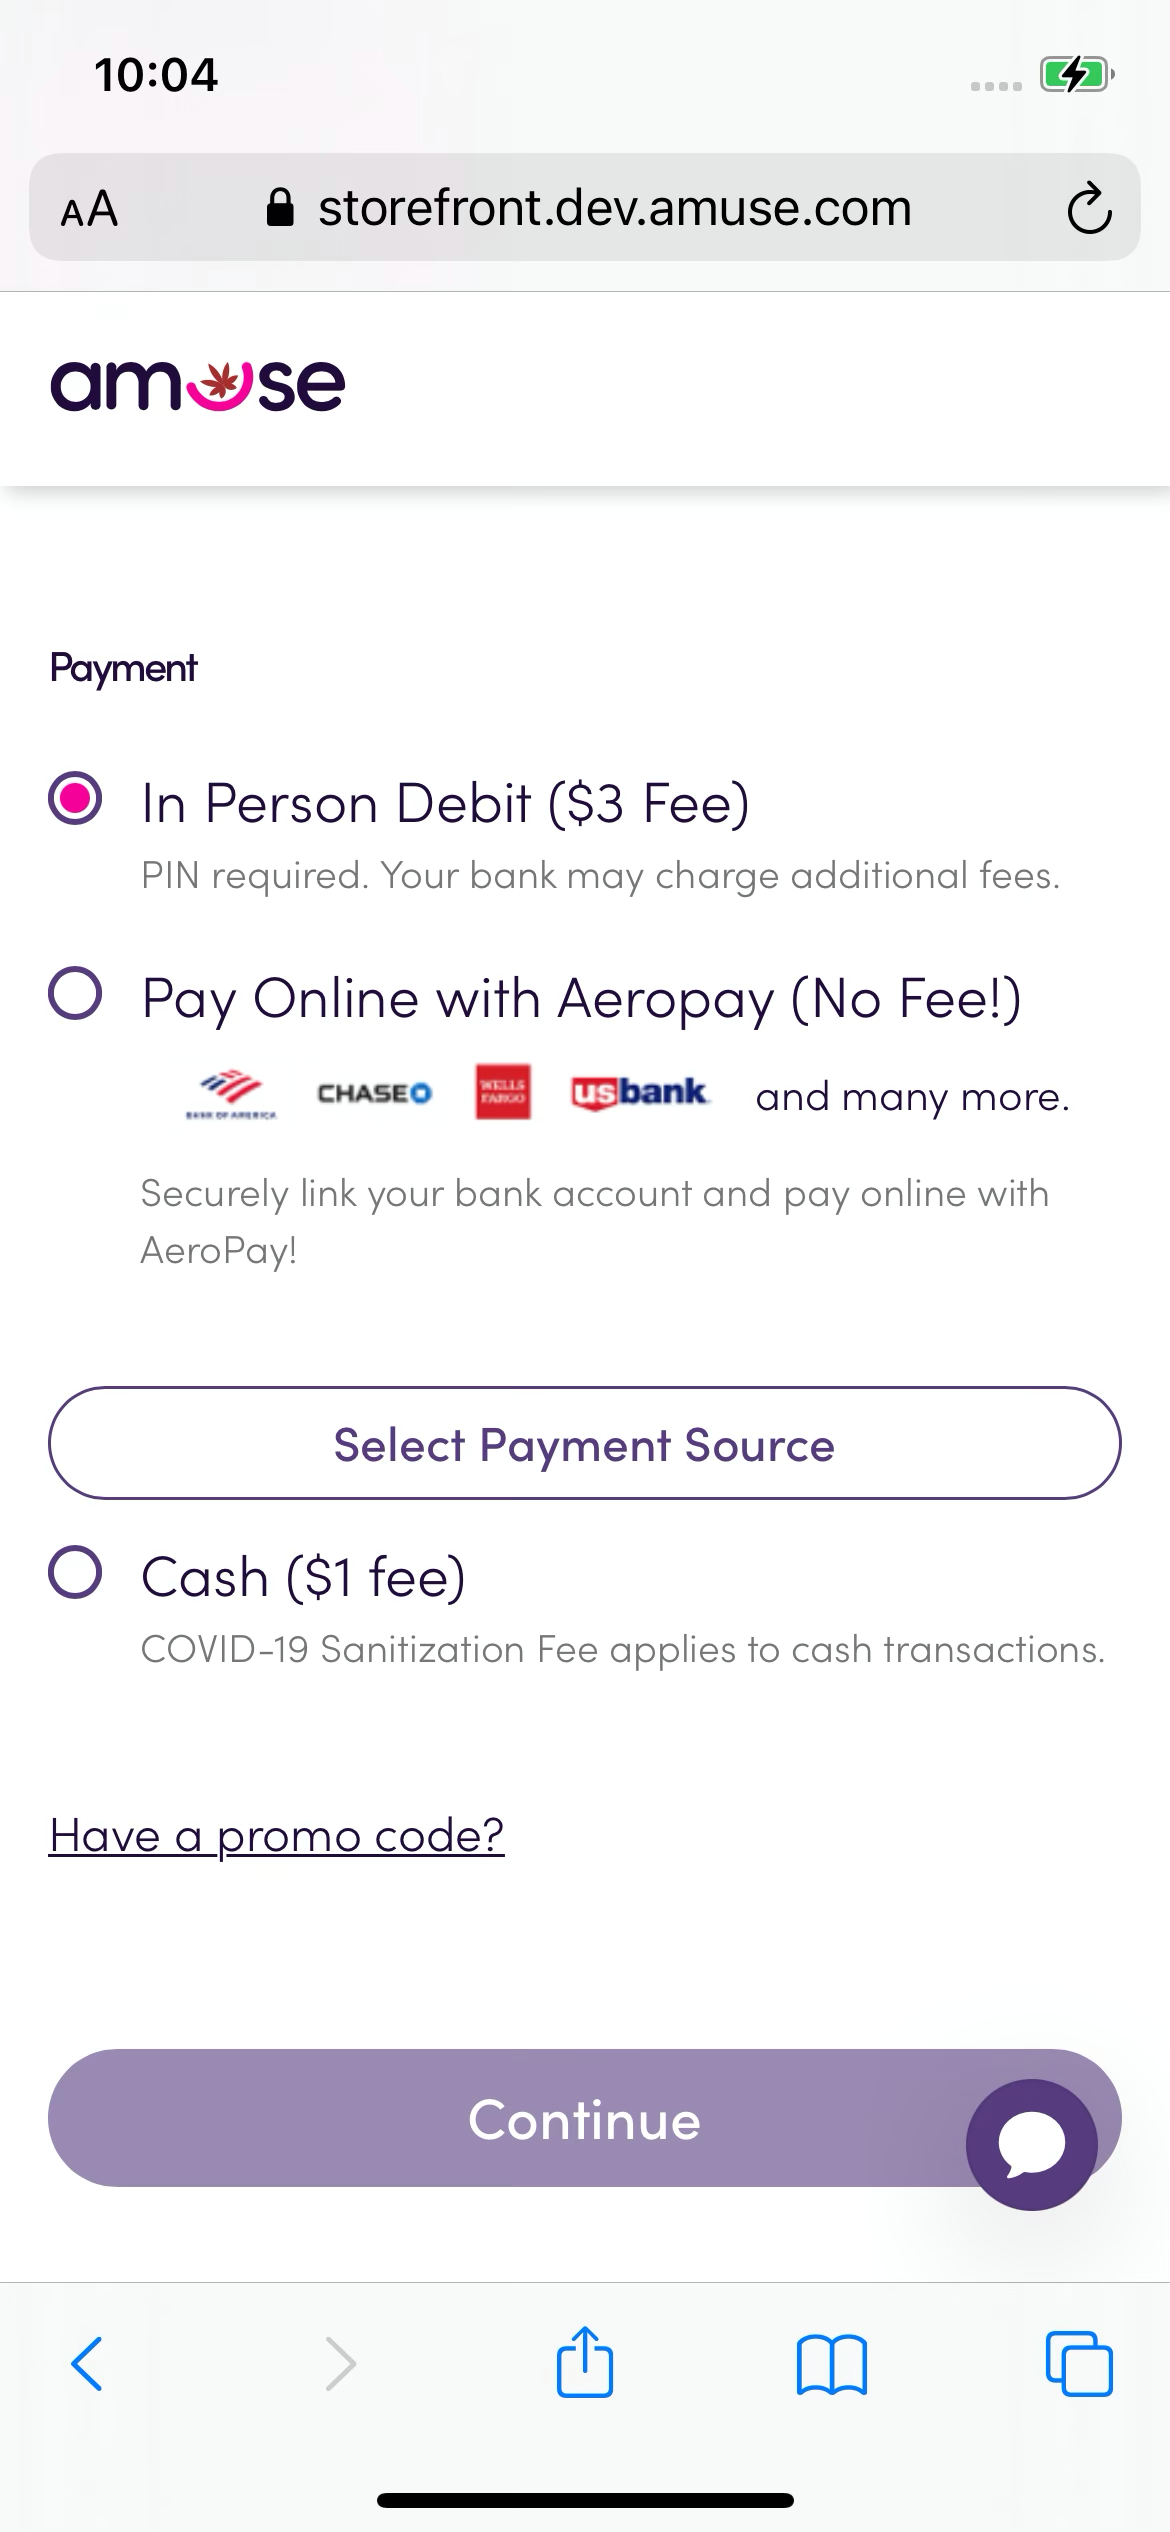 10:04
AA storefront.dev.amuse.com
amuse
Payment
In Person Debit ($3 Fee)
PIN required. Your bank may charge additional fees.
Pay Online with Aeropay (No Fee!)
BANK OF AMERICA CHASE WELLS FARGO usbank and many more.
Securely link your bank account and pay online with
AeroPay!
Select Payment Source
Cash ($1 fee)
COVID-19 Sanitization Fee applies to cash transactions.
Have a promo code?
Continue